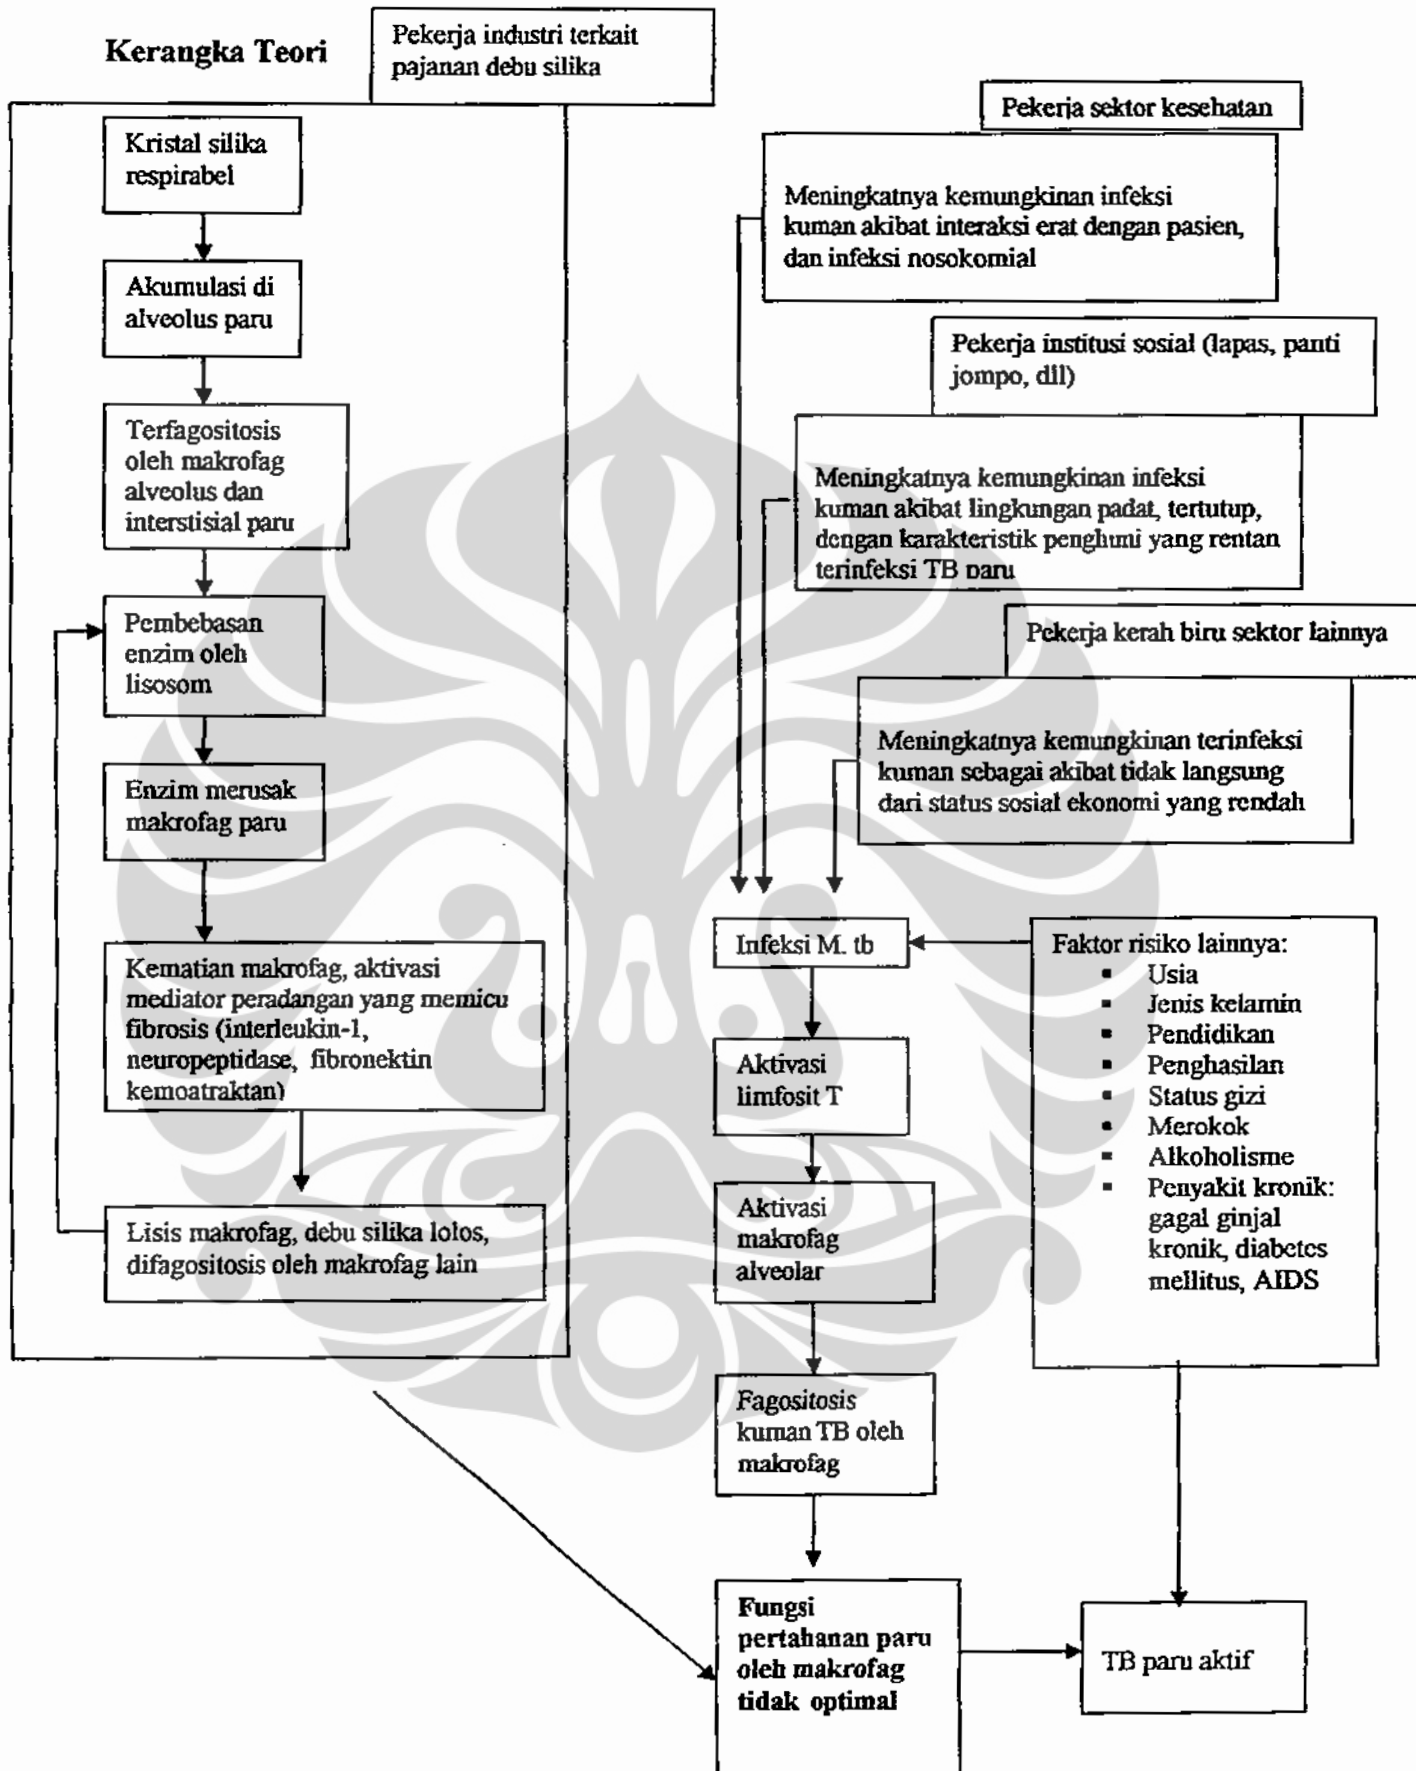 Kerangka Teori
Pekerja industri terkait
pajanan debu silika
Kristal silika
respirabel
Akumulasi di
alveolus paru
Terfagositosis
oleh makrofag
alveolus dan
interstisial paru
Pembebasan
enzim oleh
lisosom
Enzim merusak
makrofag paru
Kematian makrofag, aktivasi
mediator peradangan yang memicu
fibrosis (interleukin-1,
neuropeptidase, fibronektin
kemoatraktan)
Lisis makrofag, debu silika lolos,
difagositosis oleh makrofag lain
Pekerja sektor kesehatan
Meningkatnya kemungkinan infeksi
kuman akibat interaksi erat dengan pasien,
dan infeksi nosokomial
Pekerja institusi sosial (lapas, panti
jompo, dll)
Meningkatnya kemungkinan infeksi
kuman akibat lingkungan padat, tertutup,
dengan karakteristik penghuni yang rentan
terinfeksi TB paru
Pekerja kerah biru sektor lainnya
Meningkatnya kemungkinan terinfeksi
kuman sebagai akibat tidak langsung
dari status sosial ekonomi yang rendah
Infeksi M. tb
Aktivasi
limfosit T
Aktivasi
makrofag
alveolar
Fagositosis
kuman TB oleh
makrofag
Fungsi
pertahanan paru
oleh makrofag
tidak optimal
Faktor risiko lainnya:
▪ Usia
▪ Jenis kelamin
▪ Pendidikan
▪ Penghasilan
▪ Status gizi
▪ Merokok
▪ Alkoholisme
▪ Penyakit kronik:
gagal ginjal
kronik, diabetes
mellitus, AIDS
TB paru aktif